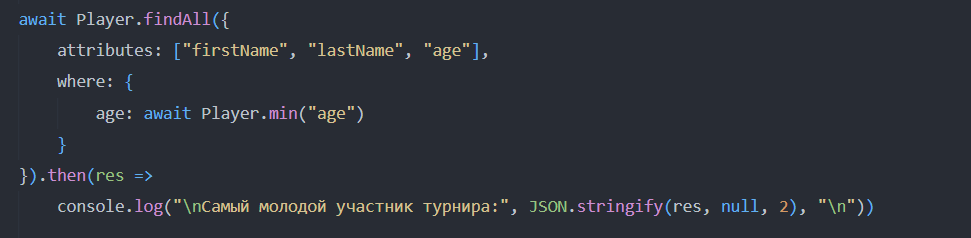 await Player.findAll({
    attributes: ["firstName", "lastName", "age"],
    where: {
        age: await Player.min("age")
    }
}).then(res =>
    console.log("\nСамый молодой участник турнира:", JSON.stringify(res, null, 2), "\n"))